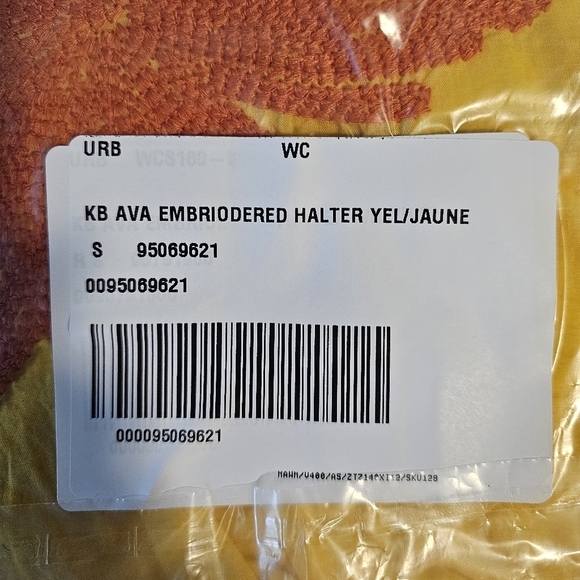 URB WC
KB AVA EMBRIODERED HALTER YEL/JAUNE
S 95069621
0095069621
000095069621